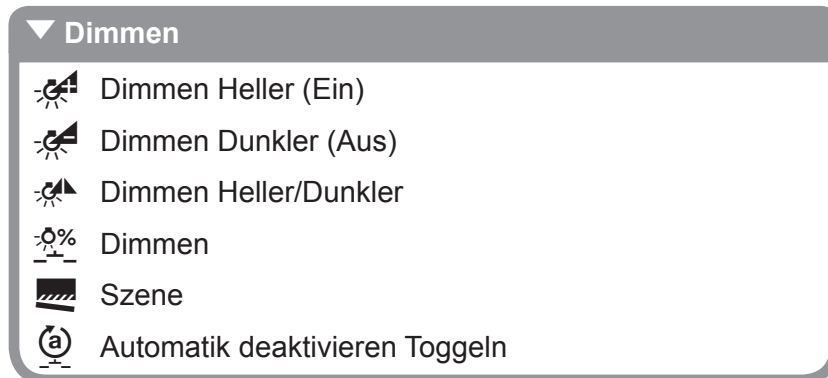 Dimmen
Dimmen Heller (Ein)
Dimmen Dunkler (Aus)
Dimmen Heller/Dunkler
% Dimmen
Szene
a Automatik deaktivieren Toggeln